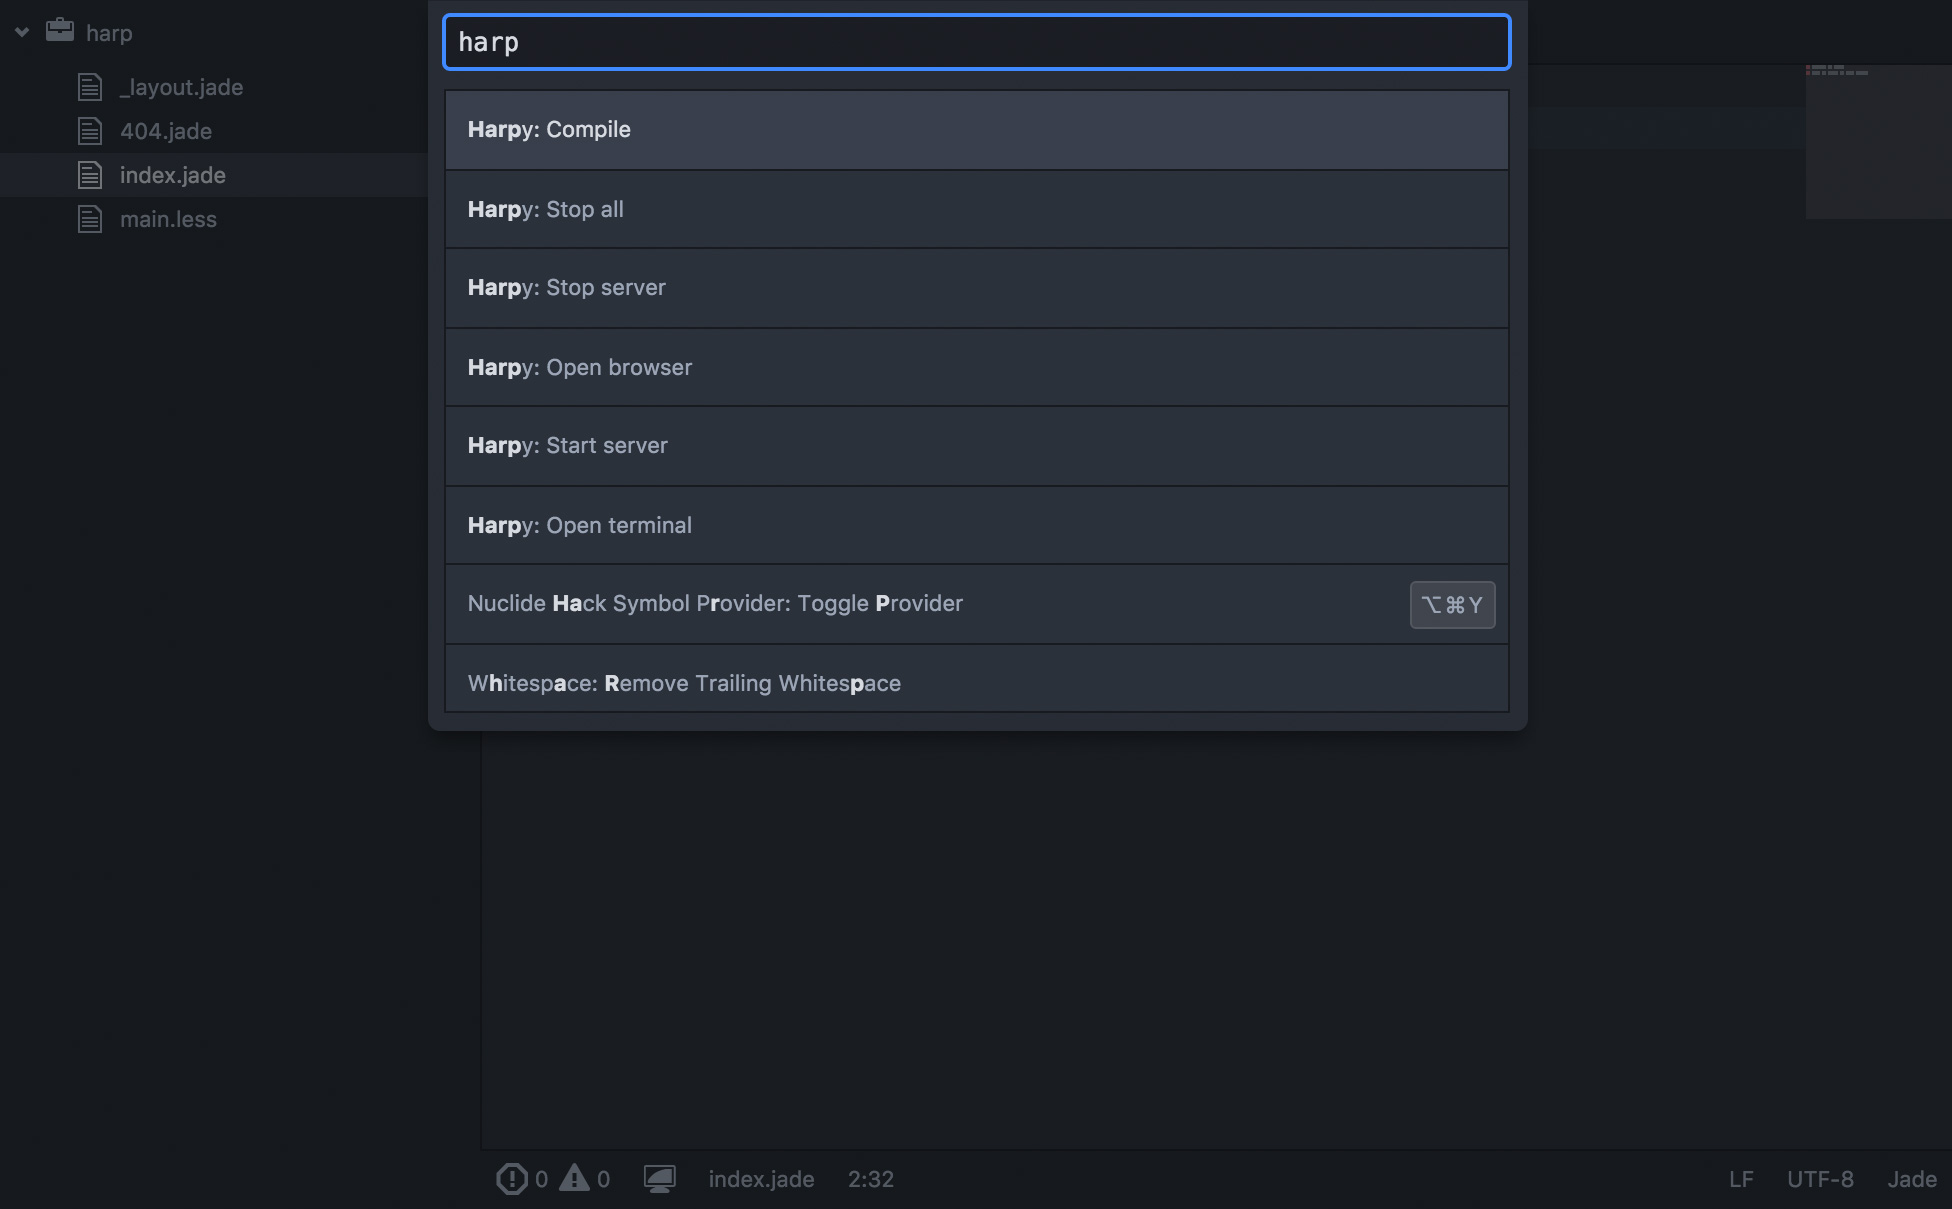 harp
_layout.jade
404.jade
index.jade
main.less
harp
Harpy: Compile
Harpy: Stop all
Harpy: Stop server
Harpy: Open browser
Harpy: Start server
Harpy: Open terminal
Nuclide Hack Symbol Provider: Toggle Provider ⌥⌘Y
Whitespace: Remove Trailing Whitespace
0 0 index.jade 2:32 LF UTF-8 Jade